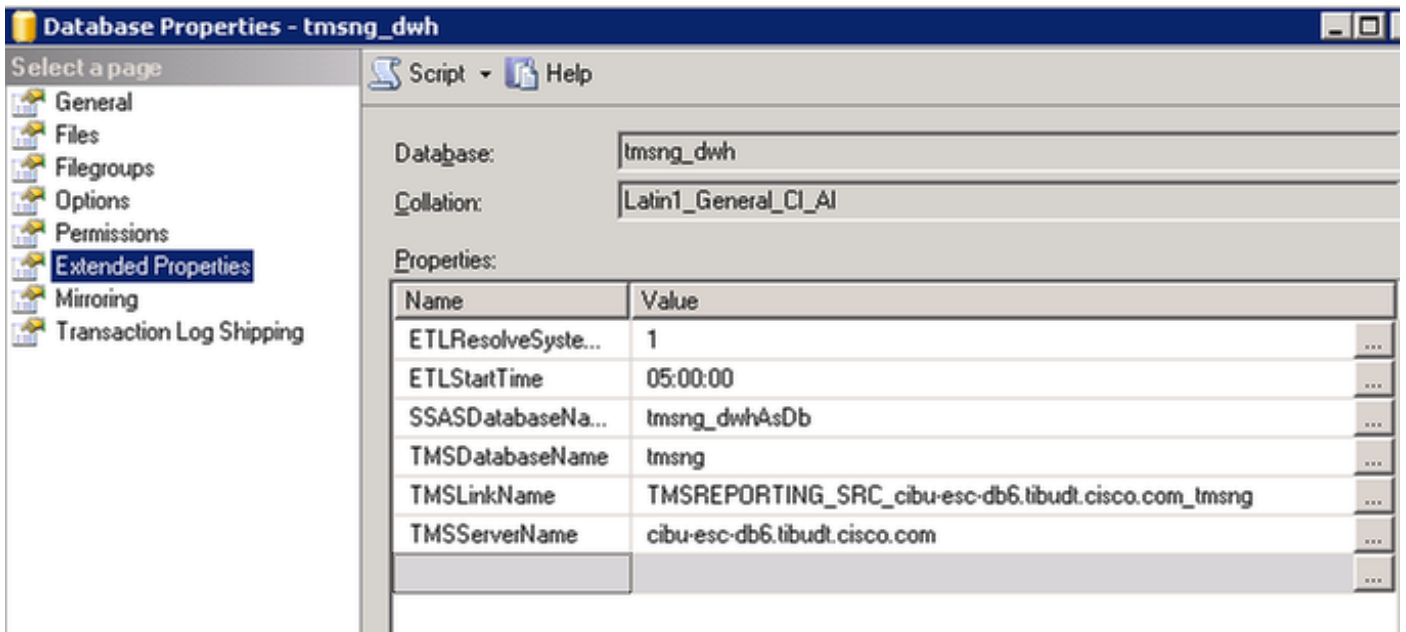 Database Properties - tmsng_dwh
Select a page
General
Files
Filegroups
Options
Permissions
Extended Properties
Mirroring
Transaction Log Shipping
Script Help
Database: tmsng_dwh
Collation: Latin1_General_CI_AI
Properties:
Name Value
ETLResolveSyste... 1 ...
ETLStartTime 05:00:00 ...
SSASDatabaseNa... tmsng_dwhAsDb ...
TMSDatabaseName tmsng ...
TMSLinkName TMSREPORTING_SRC_cibu-esc-db6.tibudt.cisco.com_tmsng ...
TMSServerName cibu-esc-db6.tibudt.cisco.com ...
...